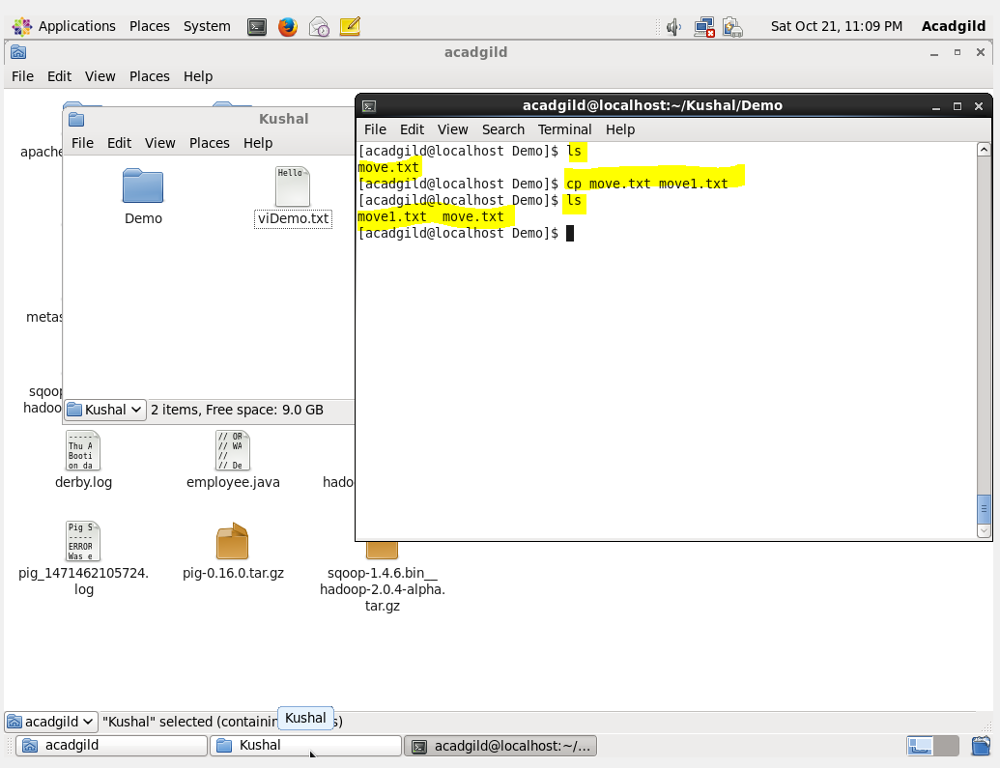 Applications Places System Sat Oct 21, 11:09 PM Acadgild
acadgild
File Edit View Places Help
apache
metas
sqoop
hadoo
Kushal
File Edit View Places Help
Hello
Demo
viDemo.txt
Kushal 2 items, Free space: 9.0 GB
acadgild@localhost:~/Kushal/Demo
File Edit View Search Terminal Help
[acadgild@localhost Demo]$ ls
move.txt
[acadgild@localhost Demo]$ cp move.txt move1.txt
[acadgild@localhost Demo]$ ls
move1.txt move.txt
[acadgild@localhost Demo]$
-----
Thu A
Booti
on da
derby.log
// OR
// WA
//
// De
employee.java
hadoo
Pig S
-----
ERROR
Was e
pig_1471462105724.
log
pig-0.16.0.tar.gz
sqoop-1.4.6.bin__
hadoop-2.0.4-alpha.
tar.gz
acadgild "Kushal" selected (containin s)
Kushal
acadgild Kushal acadgild@localhost:~/...